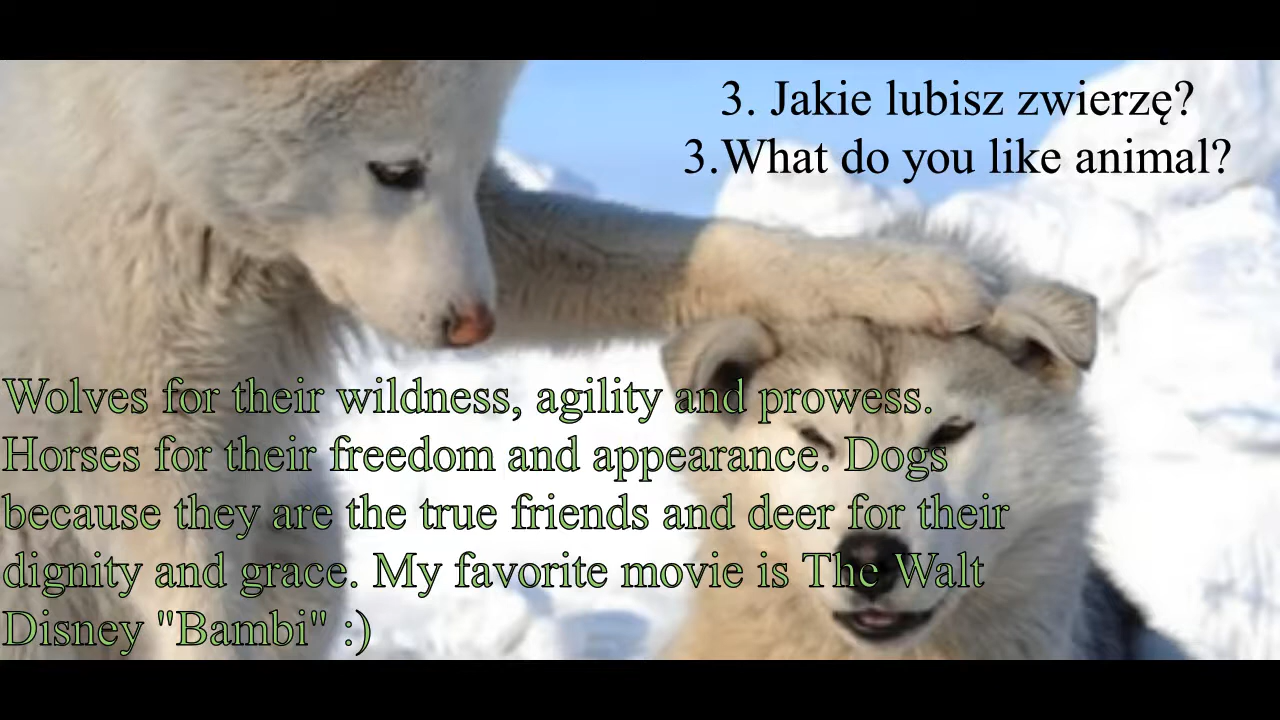 3. Jakie lubisz zwierzę?
3.What do you like animal?
Wolves for their wildness, agility and prowess.
Horses for their freedom and appearance. Dogs
because they are the true friends and deer for their
dignity and grace. My favorite movie is The Walt
Disney "Bambi" :)